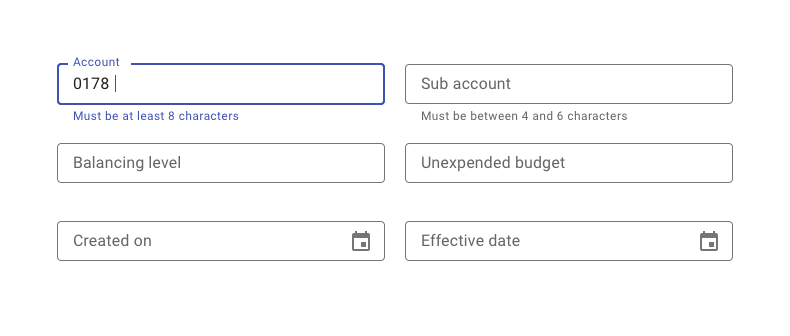 Account
0178
Sub account
Must be at least 8 characters
Must be between 4 and 6 characters
Balancing level
Unexpended budget
Created on
Effective date